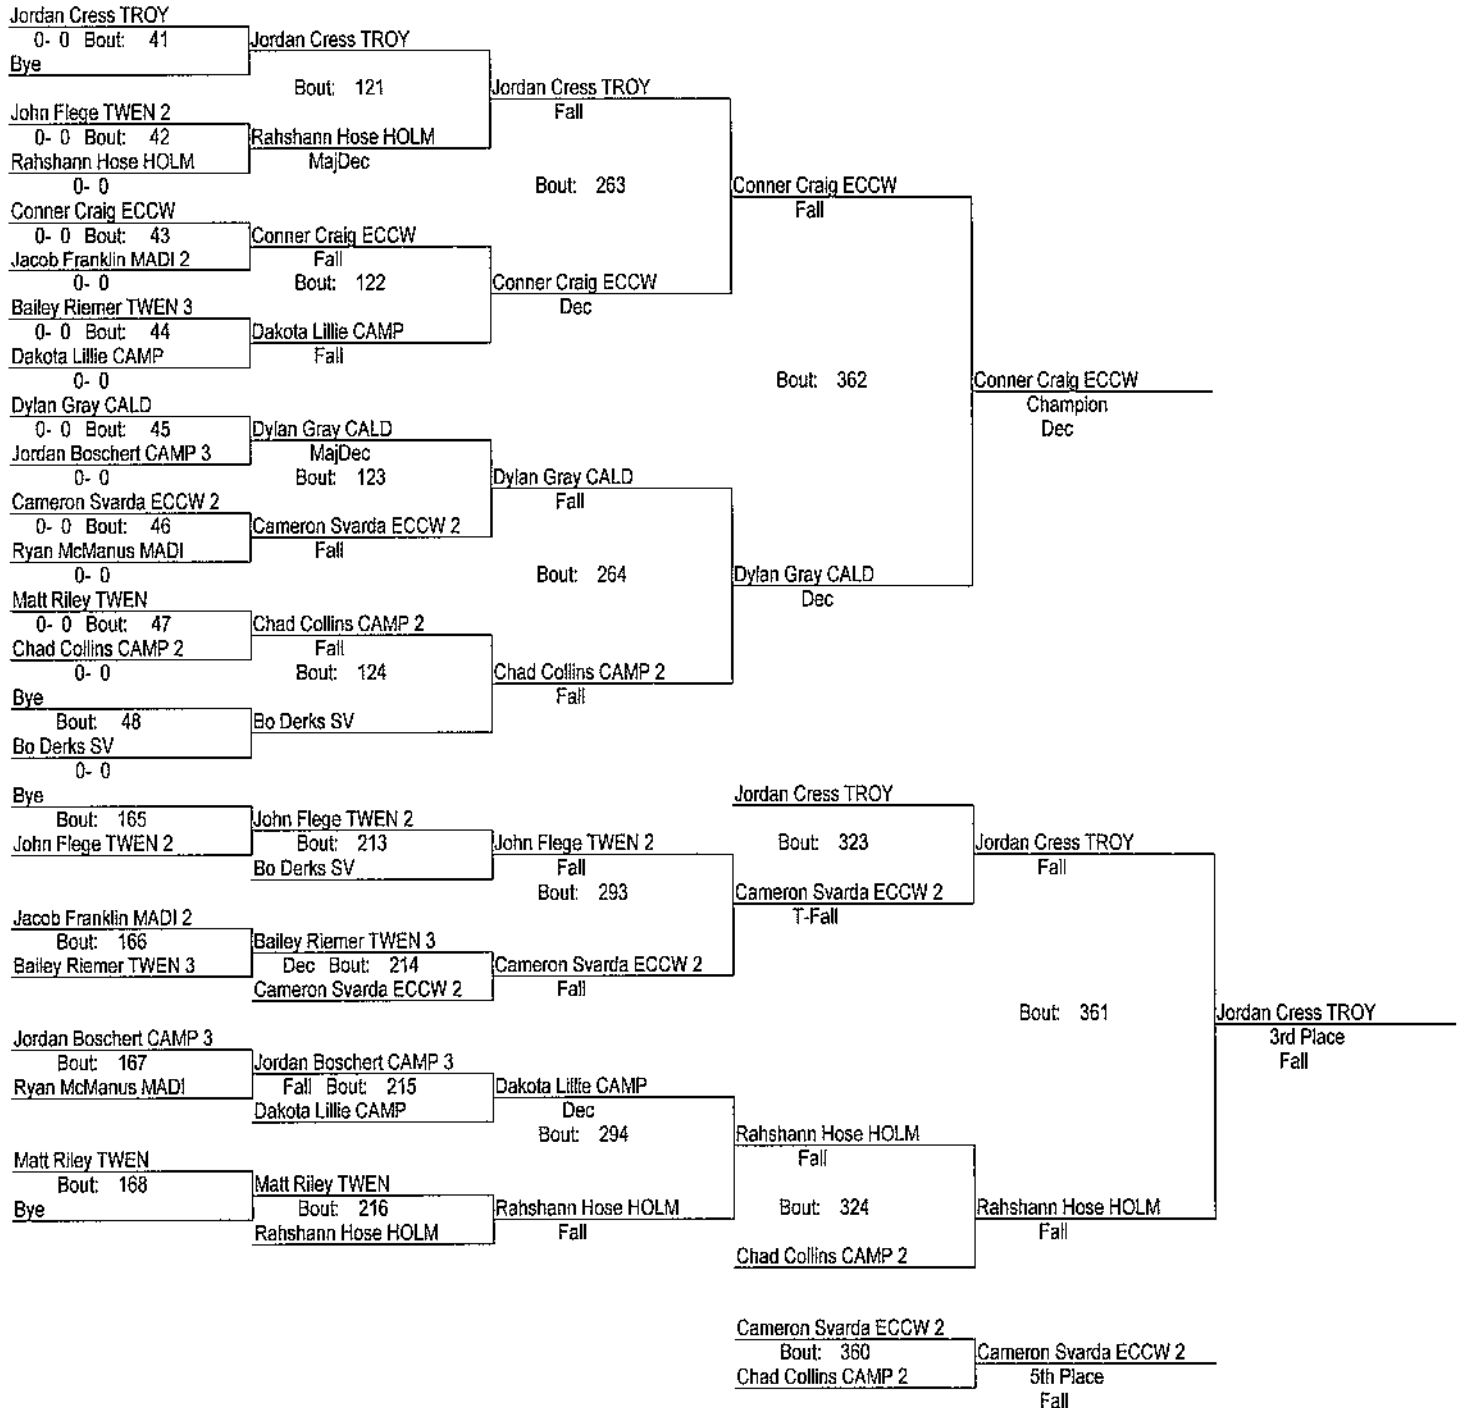 Jordan Cress TROY
0- 0 Bout: 41
Bye
Jordan Cress TROY
Bout: 121
John Flege TWEN 2
0- 0 Bout: 42
Rahshann Hose HOLM
0- 0
Rahshann Hose HOLM
MajDec
Jordan Cress TROY
Fall
Bout: 263
Conner Craig ECCW
0- 0 Bout: 43
Jacob Franklin MADI 2
0- 0
Conner Craig ECCW
Fall
Bout: 122
Bailey Riemer TWEN 3
0- 0 Bout: 44
Dakota Lillie CAMP
0- 0
Dakota Lillie CAMP
Fall
Conner Craig ECCW
Dec
Conner Craig ECCW
Fall
Bout: 362
Dylan Gray CALD
0- 0 Bout: 45
Jordan Boschert CAMP 3
0- 0
Dylan Gray CALD
MajDec
Bout: 123
Cameron Svarda ECCW 2
0- 0 Bout: 46
Ryan McManus MADI
0- 0
Cameron Svarda ECCW 2
Fall
Dylan Gray CALD
Fall
Bout: 264
Matt Riley TWEN
0- 0 Bout: 47
Chad Collins CAMP 2
0- 0
Chad Collins CAMP 2
Fall
Bout: 124
Bye
Bout: 48
Bo Derks SV
0- 0
Bo Derks SV
Chad Collins CAMP 2
Fall
Dylan Gray CALD
Dec
Conner Craig ECCW
Champion
Dec
Bye
Bout: 165
John Flege TWEN 2
John Flege TWEN 2
Bout: 213
Bo Derks SV
John Flege TWEN 2
Fall
Bout: 293
Jacob Franklin MADI 2
Bout: 166
Bailey Riemer TWEN 3
Bailey Riemer TWEN 3
Dec Bout: 214
Cameron Svarda ECCW 2
Cameron Svarda ECCW 2
Fall
Jordan Cress TROY
Bout: 323
Cameron Svarda ECCW 2
T-Fall
Jordan Cress TROY
Fall
Bout: 361
Jordan Boschert CAMP 3
Bout: 167
Ryan McManus MADI
Jordan Boschert CAMP 3
Fall Bout: 215
Dakota Lillie CAMP
Dakota Lillie CAMP
Dec
Bout: 294
Matt Riley TWEN
Bout: 168
Bye
Matt Riley TWEN
Bout: 216
Rahshann Hose HOLM
Rahshann Hose HOLM
Fall
Rahshann Hose HOLM
Fall
Bout: 324
Chad Collins CAMP 2
Rahshann Hose HOLM
Fall
Jordan Cress TROY
3rd Place
Fall
Cameron Svarda ECCW 2
Bout: 360
Chad Collins CAMP 2
Cameron Svarda ECCW 2
5th Place
Fall